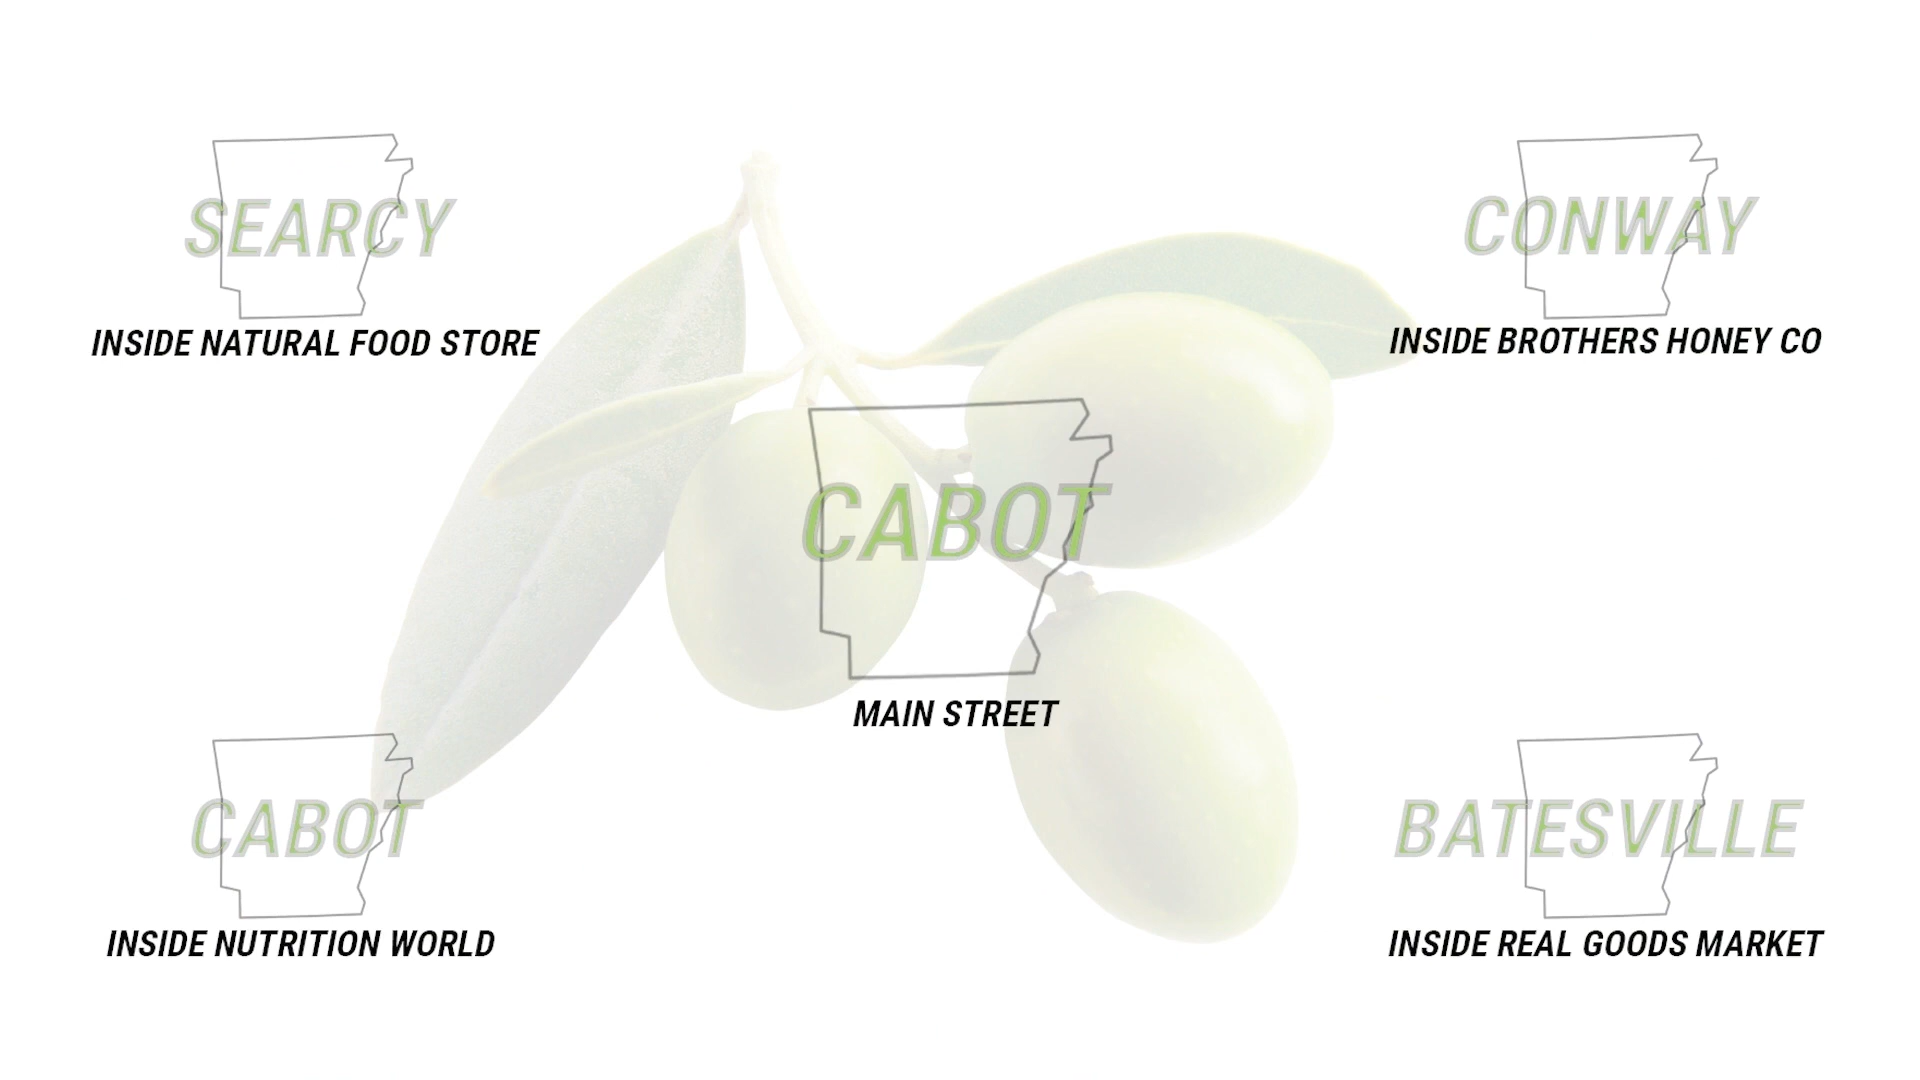 SEARCY
INSIDE NATURAL FOOD STORE
CONWAY
INSIDE BROTHERS HONEY CO
CABOT
MAIN STREET
CABOT
INSIDE NUTRITION WORLD
BATESVILLE
INSIDE REAL GOODS MARKET